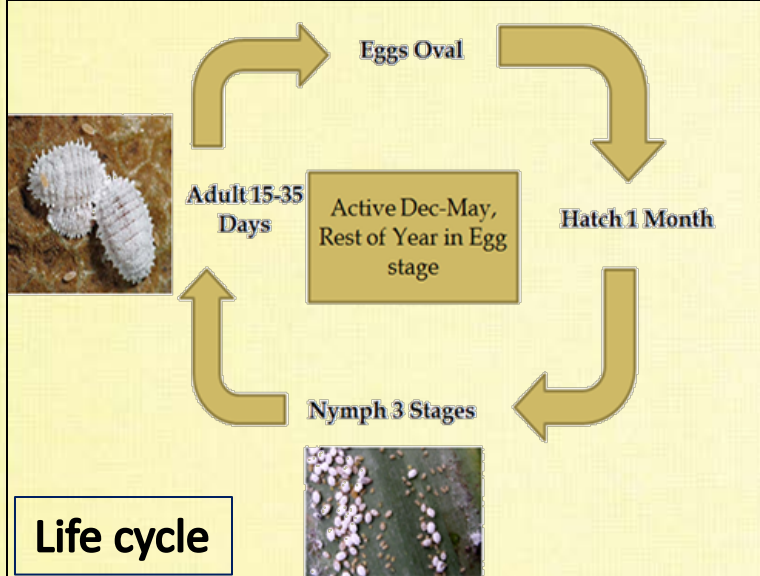 Eggs Oval
Adult 15-35
Days
Active Dec-May,
Rest of Year in Egg
stage
Hatch 1 Month
Nymph 3 Stages
Life cycle